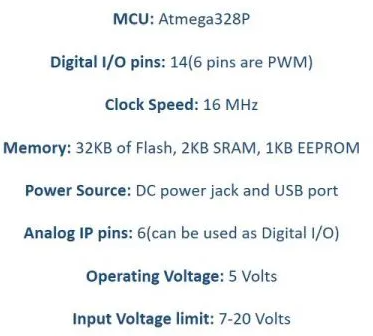 MCU: Atmega328P
Digital I/O pins: 14(6 pins are PWM)
Clock Speed: 16 MHz
Memory: 32KB of Flash, 2KB SRAM, 1KB EEPROM
Power Source: DC power jack and USB port
Analog IP pins: 6(can be used as Digital I/O)
Operating Voltage: 5 Volts
Input Voltage limit: 7-20 Volts